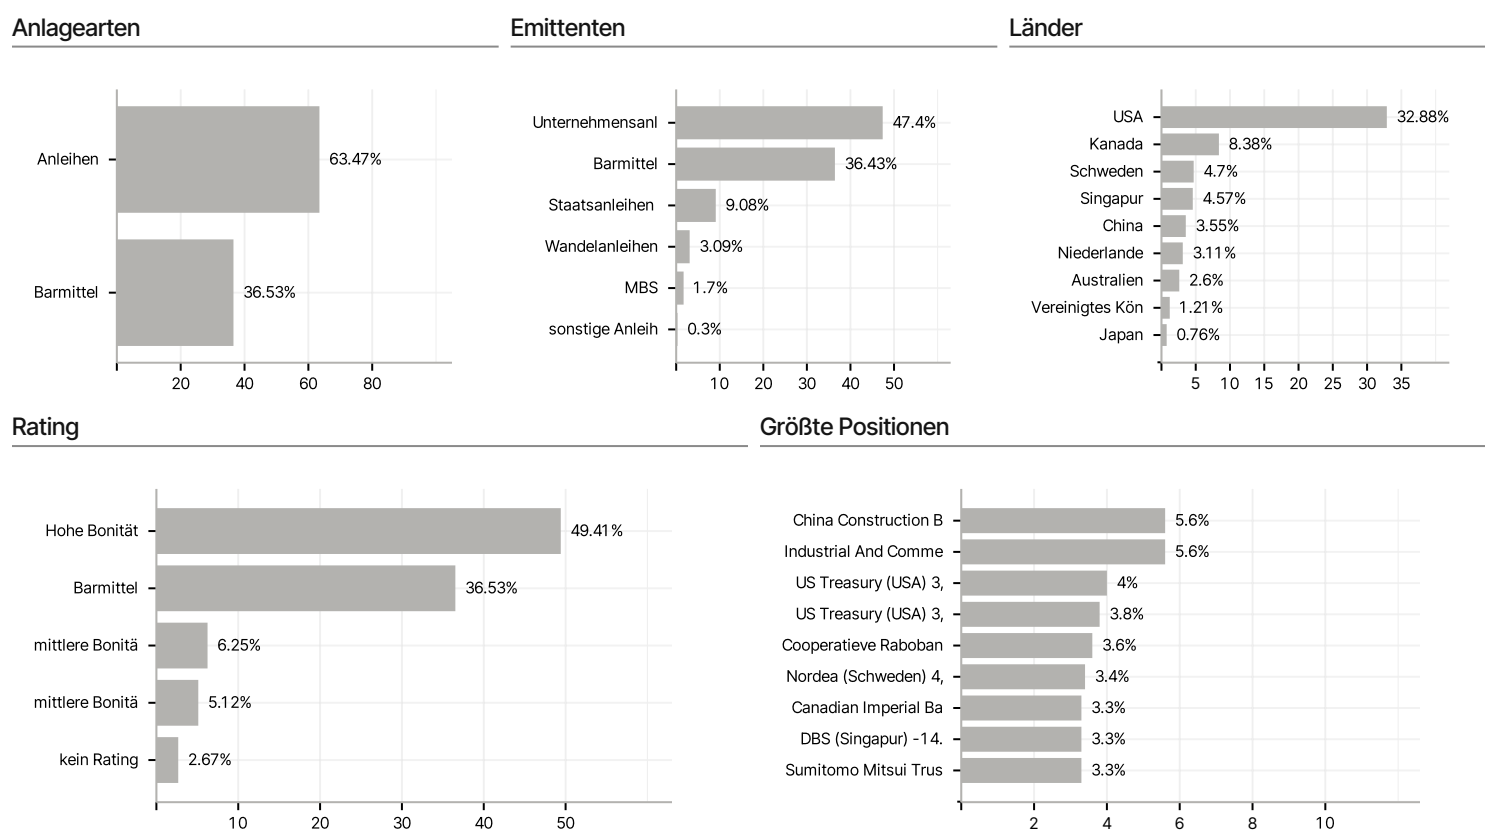 Anlagearten
Emittenten
Länder
Anleihen
63.47%
Barmittel
36.53%
20 40 60 80
Unternehmensanl
47.4%
Barmittel
36.43%
Staatsanleihen
9.08%
Wandelanleihen
3.09%
MBS
1.7%
sonstige Anleih
0.3%
10 20 30 40 50
USA
32.88%
Kanada
8.38%
Schweden
4.7%
Singapur
4.57%
China
3.55%
Niederlande
3.11%
Australien
2.6%
Vereinigtes Kön
1.21%
Japan
0.76%
5 10 15 20 25 30 35
Rating
Größte Positionen
Hohe Bonität
49.41%
Barmittel
36.53%
mittlere Bonitä
6.25%
mittlere Bonitä
5.12%
kein Rating
2.67%
10 20 30 40 50
China Construction B
5.6%
Industrial And Comme
5.6%
US Treasury (USA) 3,
4%
US Treasury (USA) 3,
3.8%
Cooperatieve Raboban
3.6%
Nordea (Schweden) 4,
3.4%
Canadian Imperial Ba
3.3%
DBS (Singapur) -14.
3.3%
Sumitomo Mitsui Trus
3.3%
2 4 6 8 10